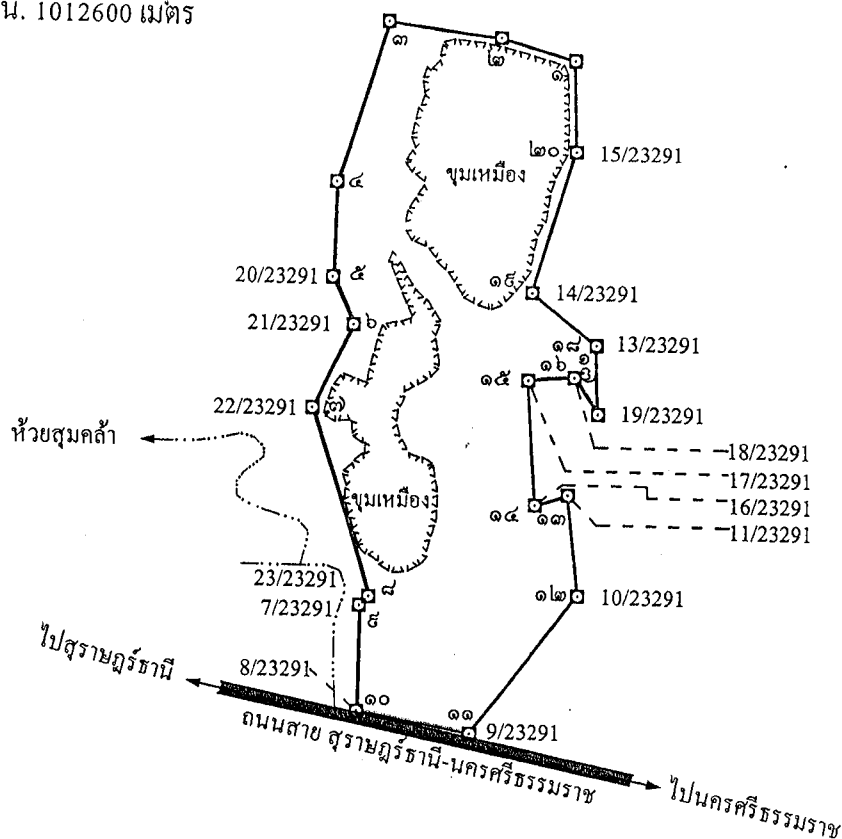 น. 1012600 เมตร
๓
๒
๑
๒๐ 15/23291
ขุมเหมือง
๔
20/23291 ๕
๑๙ 14/23291
21/23291 ๖
๑๘ 13/23291
๑๕ ๑๖ ๑๗
22/23291 ๗
19/23291
ห้วยสุมคล้า
18/23291
17/23291
ขุมเหมือง
16/23291
๑๔ ๑๓
11/23291
23/23291 ๘
7/23291 ๙
๑๒ 10/23291
ไปสุราษฎร์ธานี
8/23291 ๑๐
๑๑ 9/23291
ถนนสาย สุราษฎร์ธานี-นครศรีธรรมราช
ไปนครศรีธรรมราช